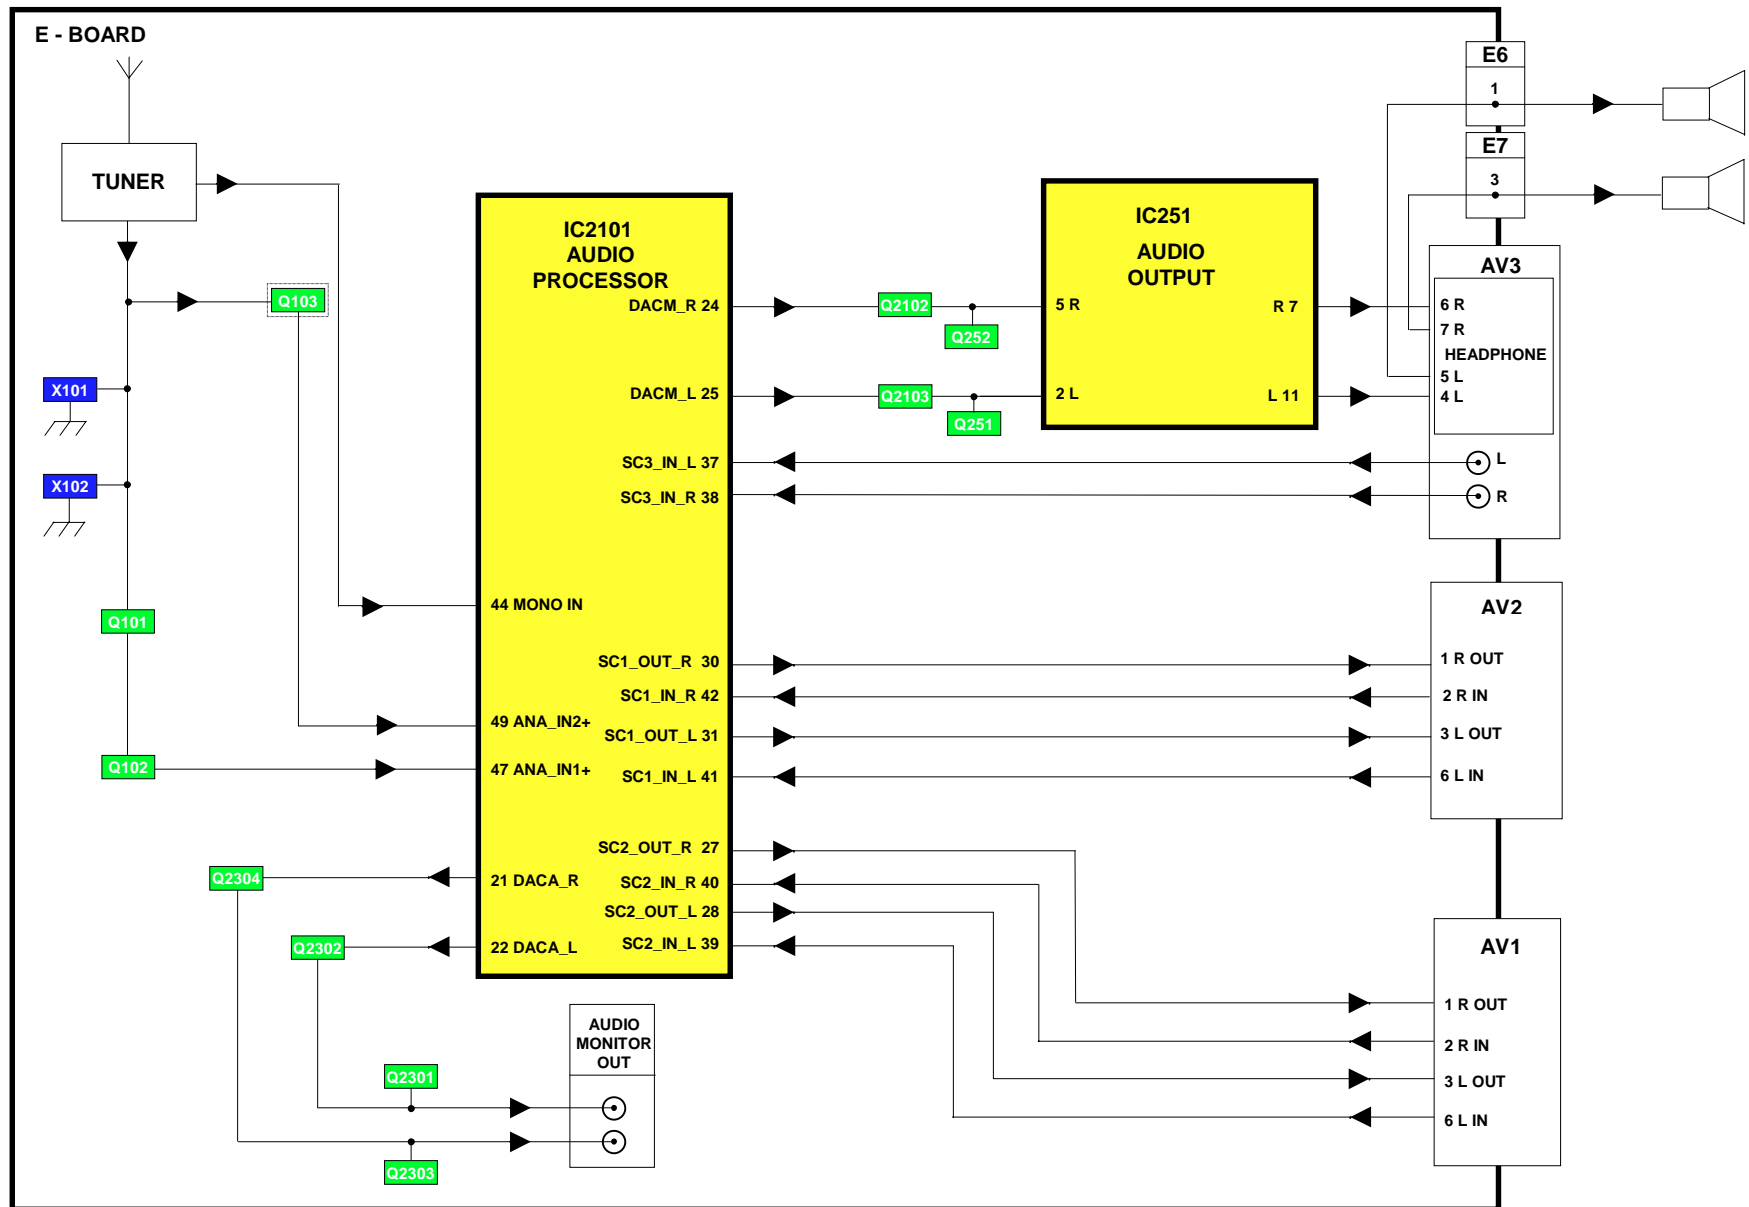 E - BOARD
TUNER
Q103
X101
X102
Q101
Q102
Q2304
Q2302
Q2301
Q2303
AUDIO
MONITOR
OUT
IC2101
AUDIO
PROCESSOR
DACM_R 24
DACM_L 25
SC3_IN_L 37
SC3_IN_R 38
44 MONO IN
SC1_OUT_R 30
SC1_IN_R 42
49 ANA_IN2+
SC1_OUT_L 31
47 ANA_IN1+
SC1_IN_L 41
SC2_OUT_R 27
21 DACA_R
SC2_IN_R 40
SC2_OUT_L 28
22 DACA_L
SC2_IN_L 39
Q2102
Q252
Q2103
Q251
IC251
AUDIO
OUTPUT
5 R
R 7
2 L
L 11
E6
1
E7
3
AV3
6 R
7 R
HEADPHONE
5 L
4 L
L
R
AV2
1 R OUT
2 R IN
3 L OUT
6 L IN
AV1
1 R OUT
2 R IN
3 L OUT
6 L IN